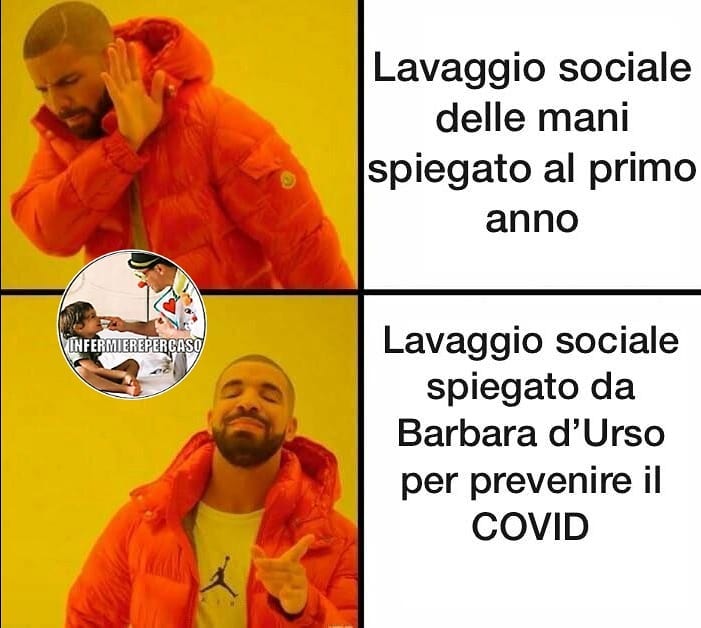 Lavaggio sociale
delle mani
spiegato al primo
anno
INFERMIEREPERCASO
Lavaggio sociale
spiegato da
Barbara d’Urso
per prevenire il
COVID